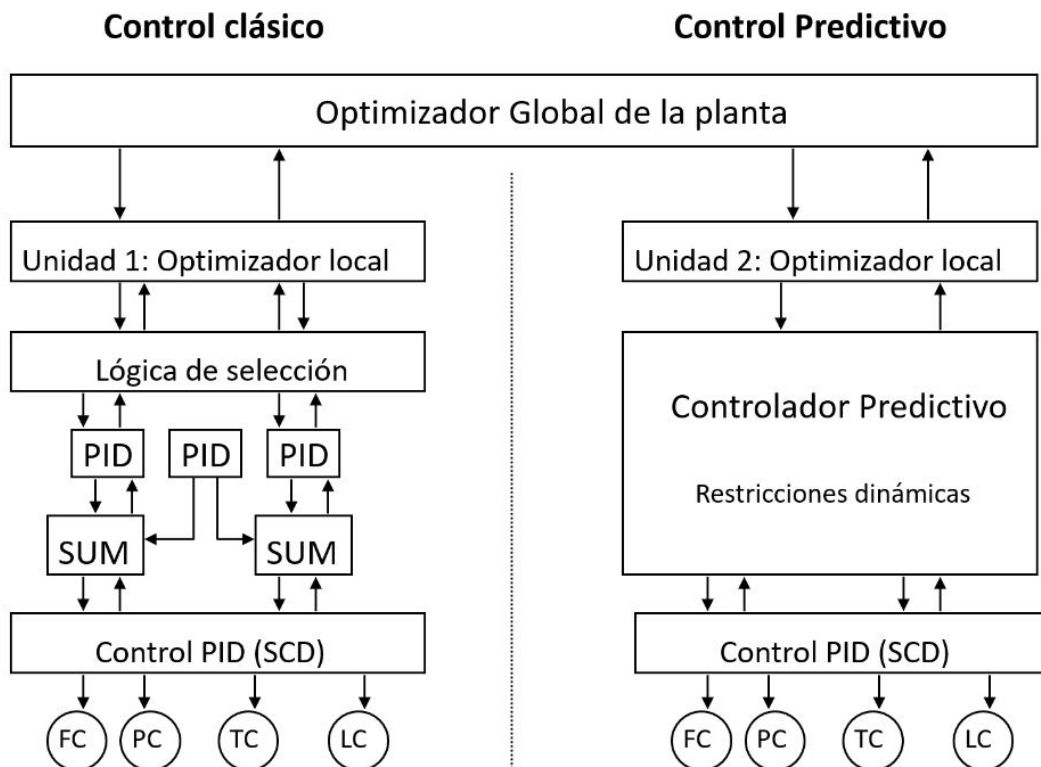 Control clásico
Control Predictivo
Optimizador Global de la planta
Unidad 1: Optimizador local
Unidad 2: Optimizador local
Lógica de selección
PID
PID
PID
SUM
SUM
Controlador Predictivo
Restricciones dinámicas
Control PID (SCD)
Control PID (SCD)
FC
PC
TC
LC
FC
PC
TC
LC